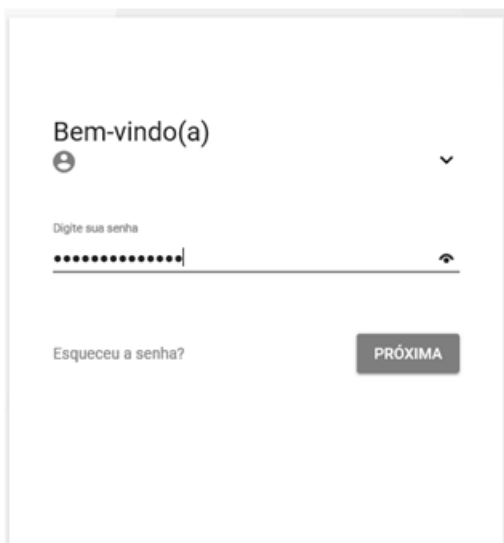 Bem-vindo(a)
Digite sua senha
••••••••••••••
Esqueceu a senha?
PRÓXIMA